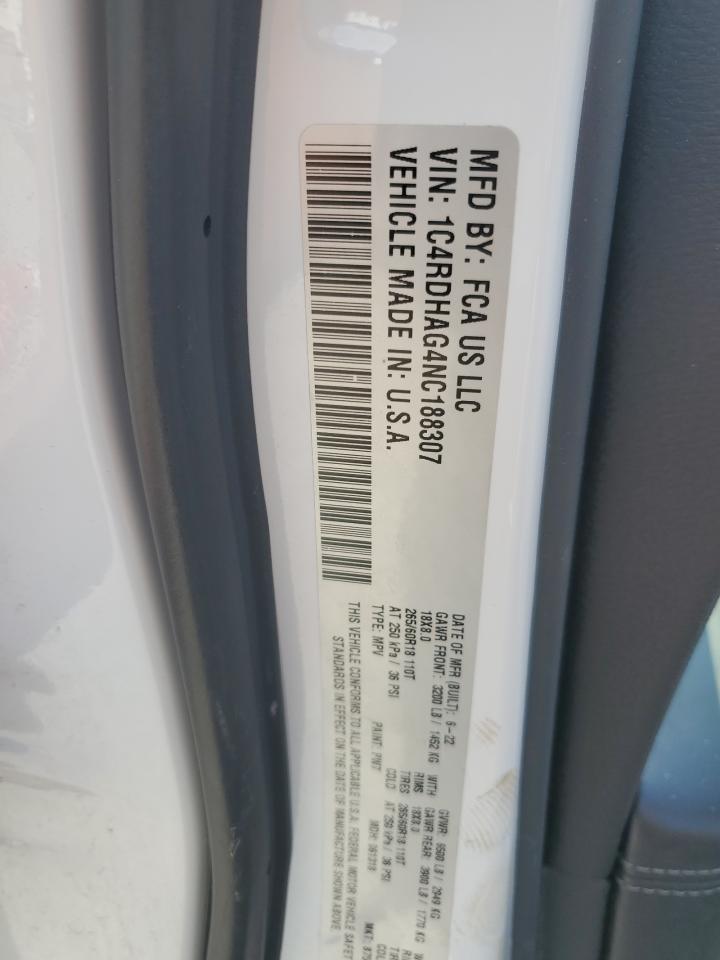 MFD BY: FCA US LLC
VIN: 1C4RDHAG4NC188307
VEHICLE MADE IN: U.S.A.
DATE OF MFR (BUILT): 6-22 GVWR: 6500 LB / 2949 KG
GAWR FRONT: 3200 LB / 1452 KG WITH GAWR REAR: 3900 LB / 1770 KG
18X8.0 RIMS 18X8.0
265/60R18 110T TIRES 265/60R18 110T
AT 250 kPa / 36 PSI COLD AT 250 kPa / 36 PSI
TYPE: MPV PAINT: PW7 MDH:
THIS VEHICLE CONFORMS TO ALL APPLICABLE U.S.A. FEDERAL MOTOR VEHICLE SAFET
STANDARDS IN EFFECT ON THE DATE OF MANUFACTURE SHOWN ABOVE.